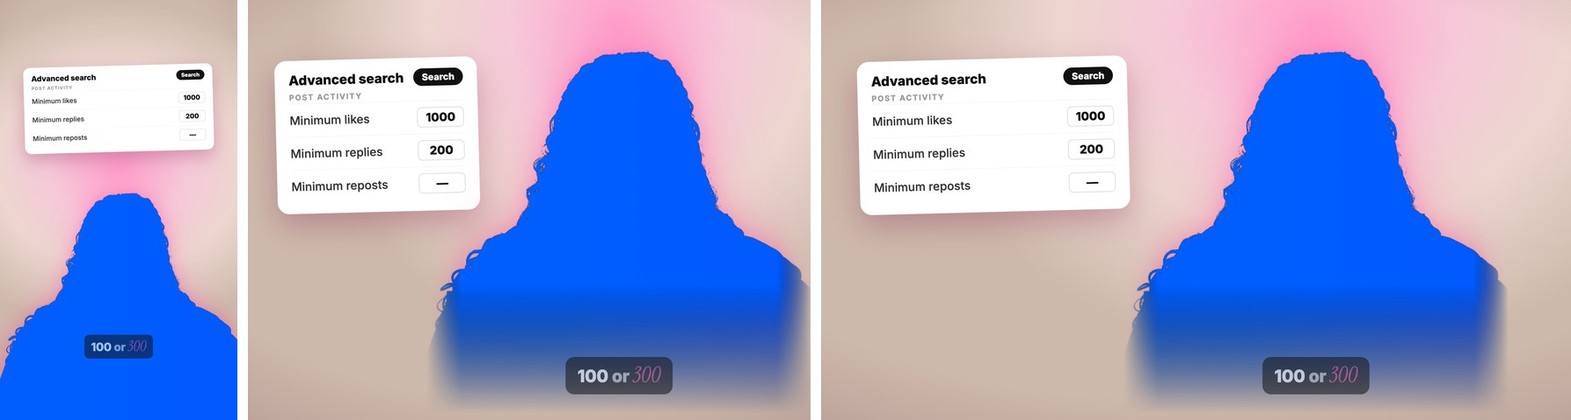 Advanced search
Search
POST ACTIVITY
Minimum likes
1000
Minimum replies
200
Minimum reposts
—
100 or 300
Advanced search
Search
POST ACTIVITY
Minimum likes
1000
Minimum replies
200
Minimum reposts
—
100 or 300
Advanced search
Search
POST ACTIVITY
Minimum likes
1000
Minimum replies
200
Minimum reposts
—
100 or 300